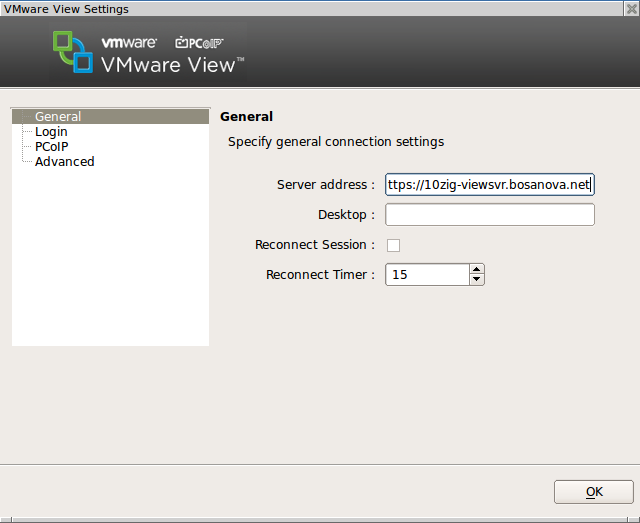 VMware View Settings
vmware PCoIP
VMware View™
General
Login
PCoIP
Advanced
General
Specify general connection settings
Server address :
ttps://10zig-viewsvr.bosanova.net
Desktop :
Reconnect Session :
Reconnect Timer :
15
OK